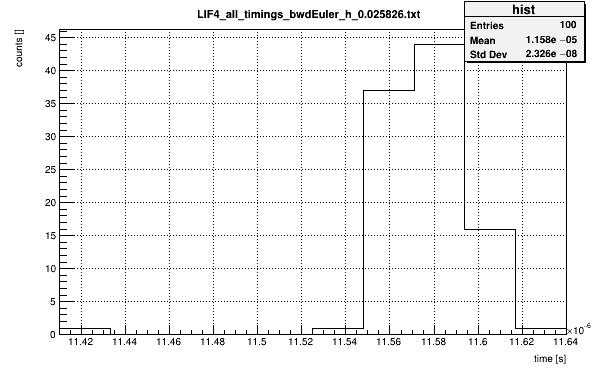 LIF4_all_timings_bwdEuler_h_0.025826.txt
hist
Entries 100
Mean 1.158e −05
Std Dev 2.326e −08
counts []
45
40
35
30
25
20
15
10
5
0
11.42 11.44 11.46 11.48 11.5 11.52 11.54 11.56 11.58 11.6 11.62 11.64
×10⁻⁶
time [s]